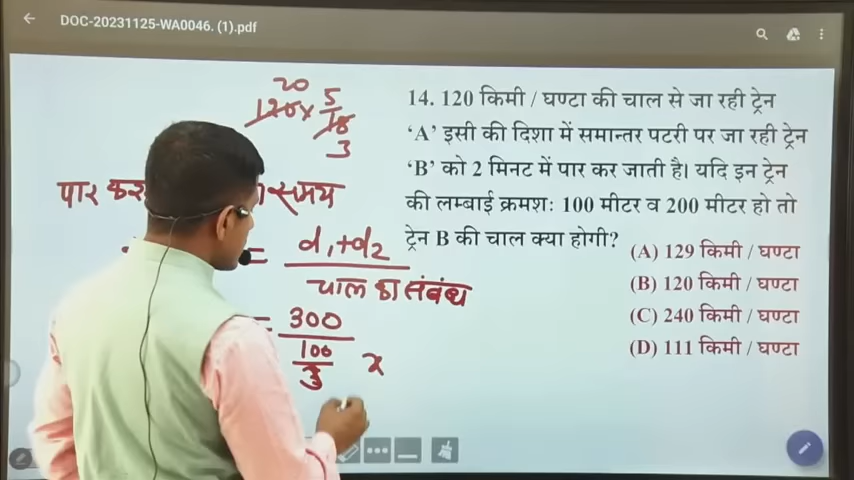 DOC-20231125-WA0046. (1).pdf
20
120 x 5
18
3
पार कर
समय
= d₁+d₂
चाल का संबंध
= 300
100
3
x
14. 120 किमी / घण्टा की चाल से जा रही ट्रेन
‘A’ इसी की दिशा में समान्तर पटरी पर जा रही ट्रेन
‘B’ को 2 मिनट में पार कर जाती है। यदि इन ट्रेन
की लम्बाई क्रमशः 100 मीटर व 200 मीटर हो तो
ट्रेन B की चाल क्या होगी?
(A) 129 किमी / घण्टा
(B) 120 किमी / घण्टा
(C) 240 किमी / घण्टा
(D) 111 किमी / घण्टा